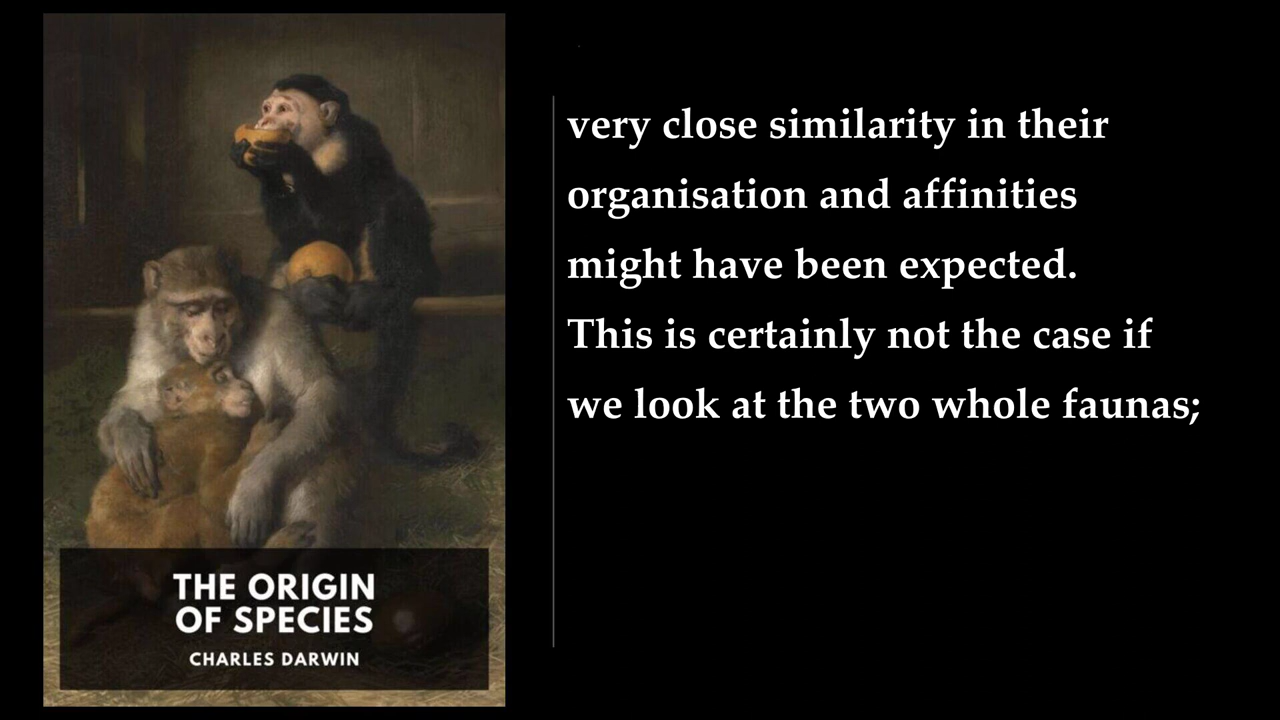 THE ORIGIN
OF SPECIES
CHARLES DARWIN
very close similarity in their
organisation and affinities
might have been expected.
This is certainly not the case if
we look at the two whole faunas;